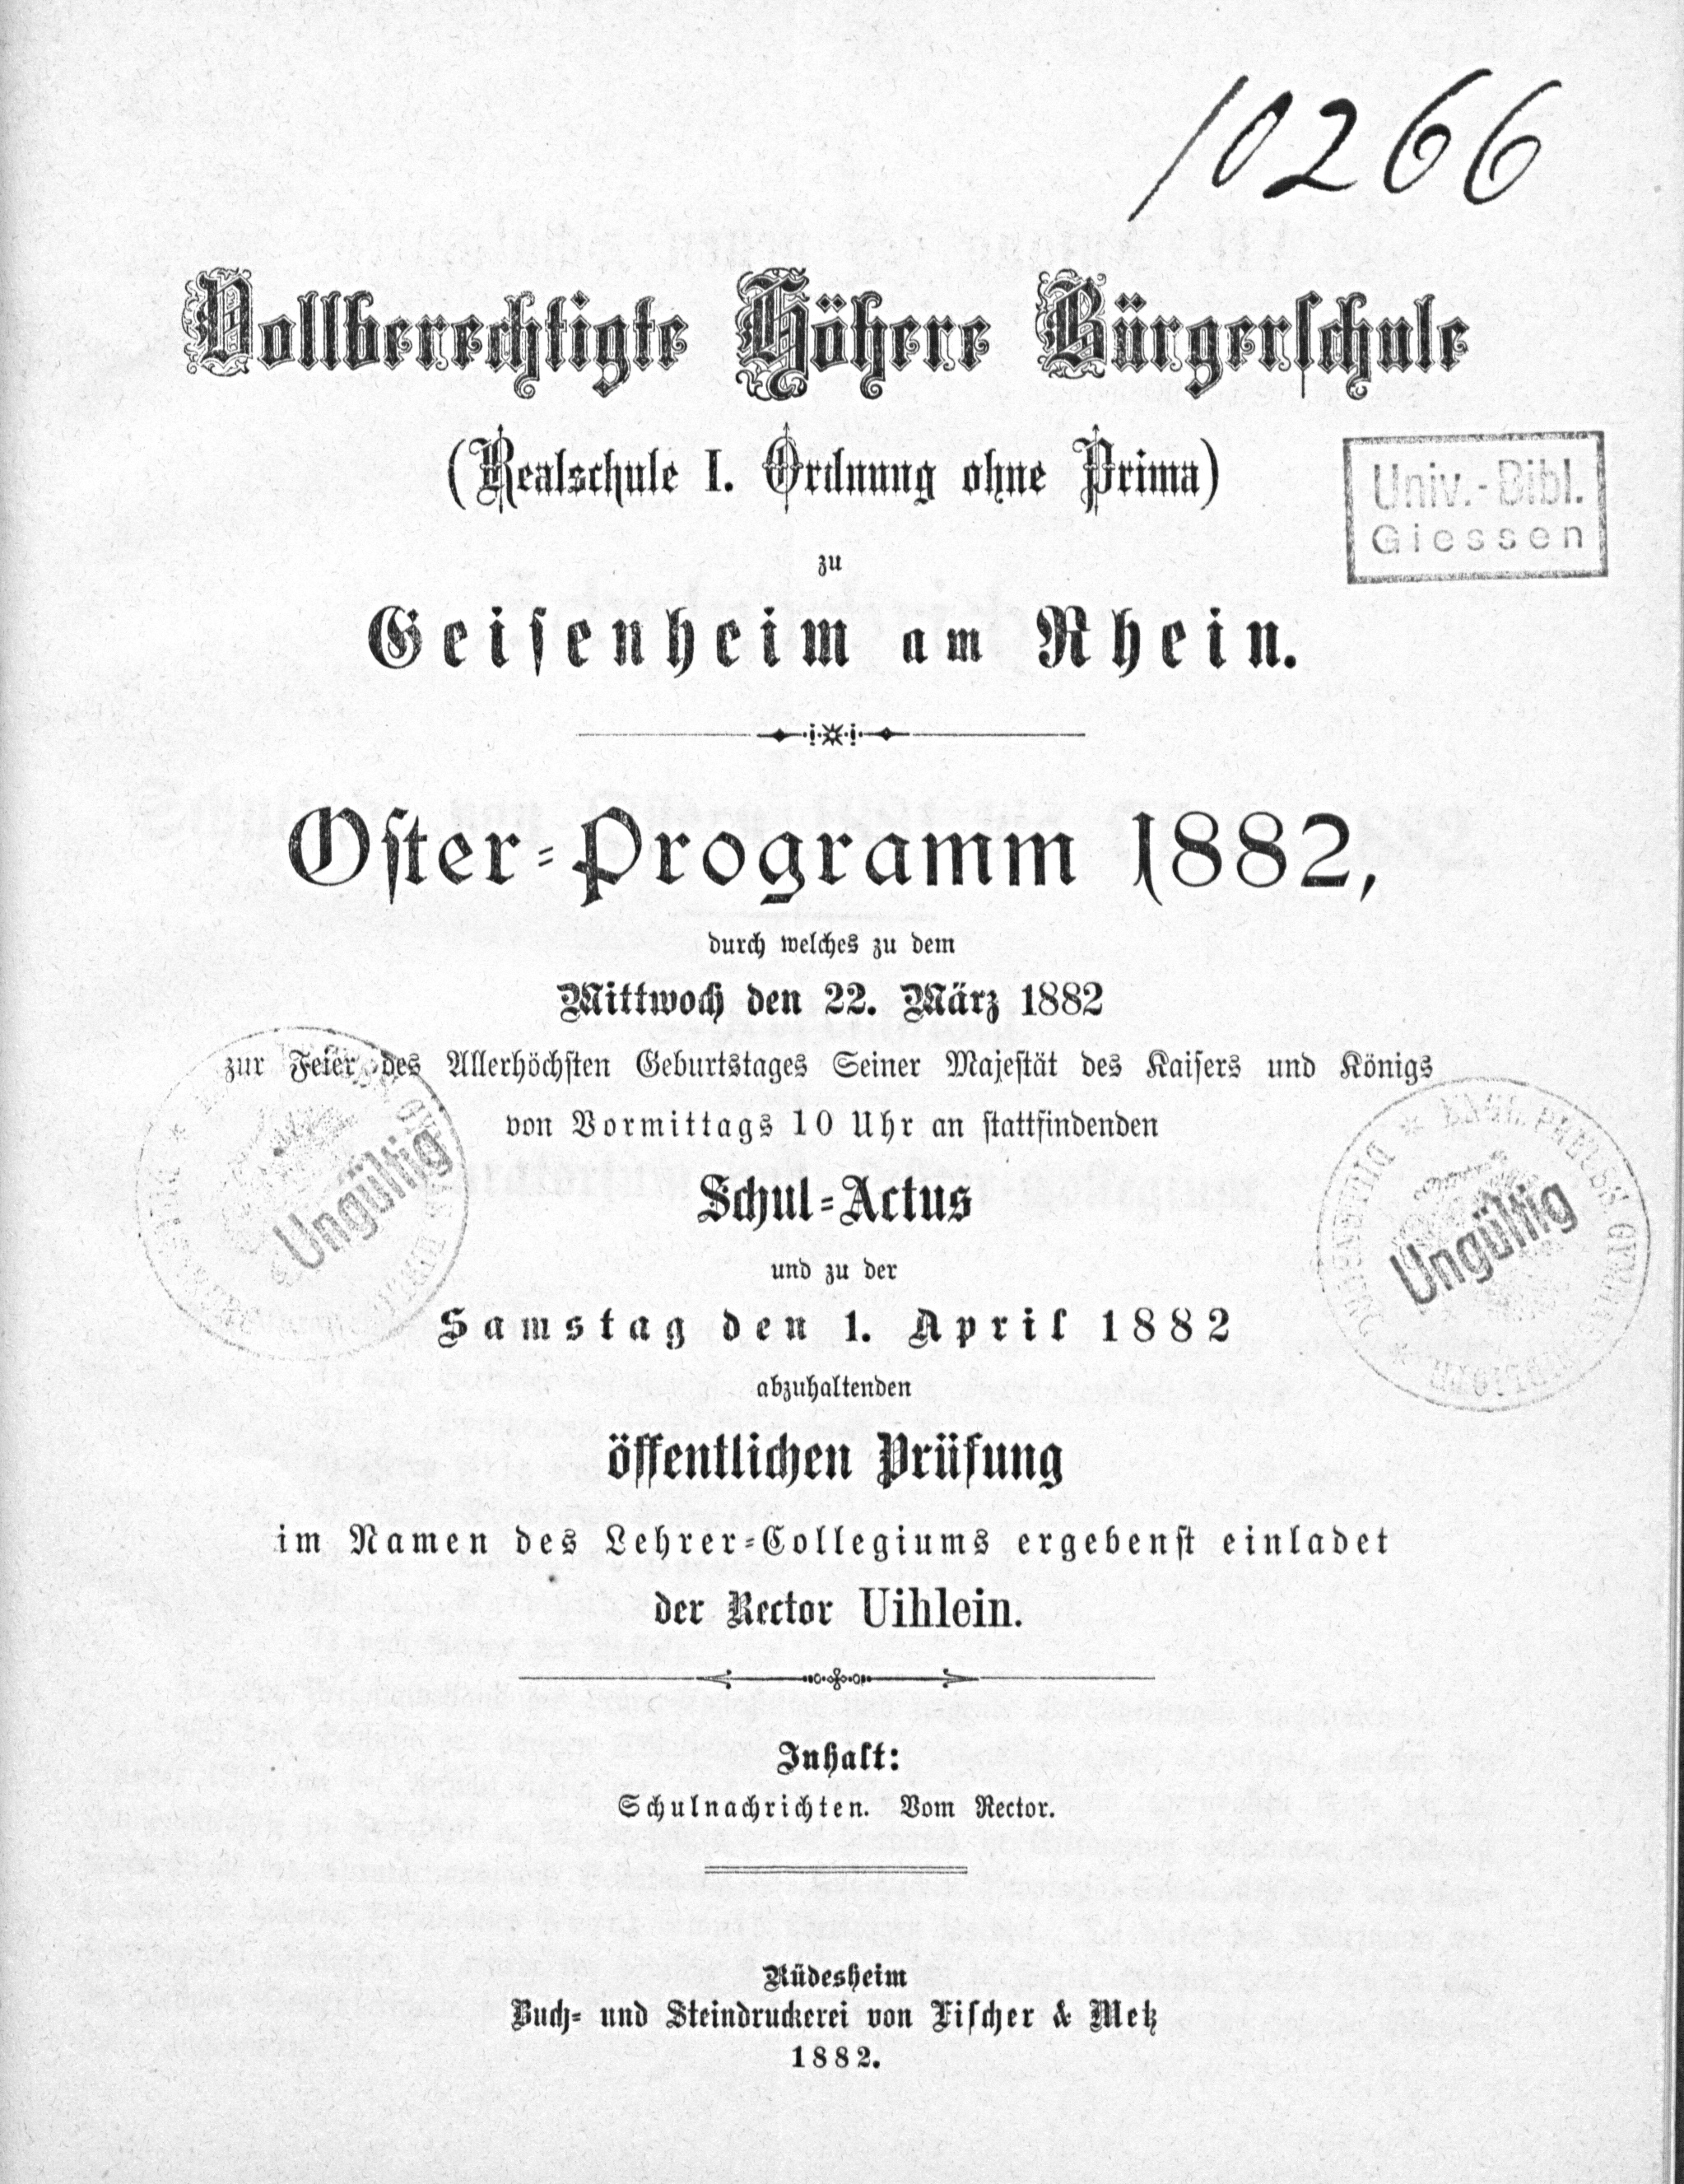 10266
Vollberechtigte Höhere Bürgerschule
(Realschule I. Ordnung ohne Prima)
Univ.-Bibl.
Giessen
zu
Geisenheim am Rhein.
Oster-Programm 1882,
durch welches zu dem
Mittwoch den 22. März 1882
zur Feier des Allerhöchsten Geburtstages Seiner Majestät des Kaisers und Königs
von Vormittags 10 Uhr an stattfindenden
Ungültig
Ungültig
Schul-Actus
und zu der
Samstag den 1. April 1882
abzuhaltenden
öffentlichen Prüfung
im Namen des Lehrer-Collegiums ergebenst einladet
der Rector Uihlein.
Inhalt:
Schulnachrichten. Vom Rector.
Rüdesheim
Buch- und Steindruckerei von Fischer & Metz
1882.